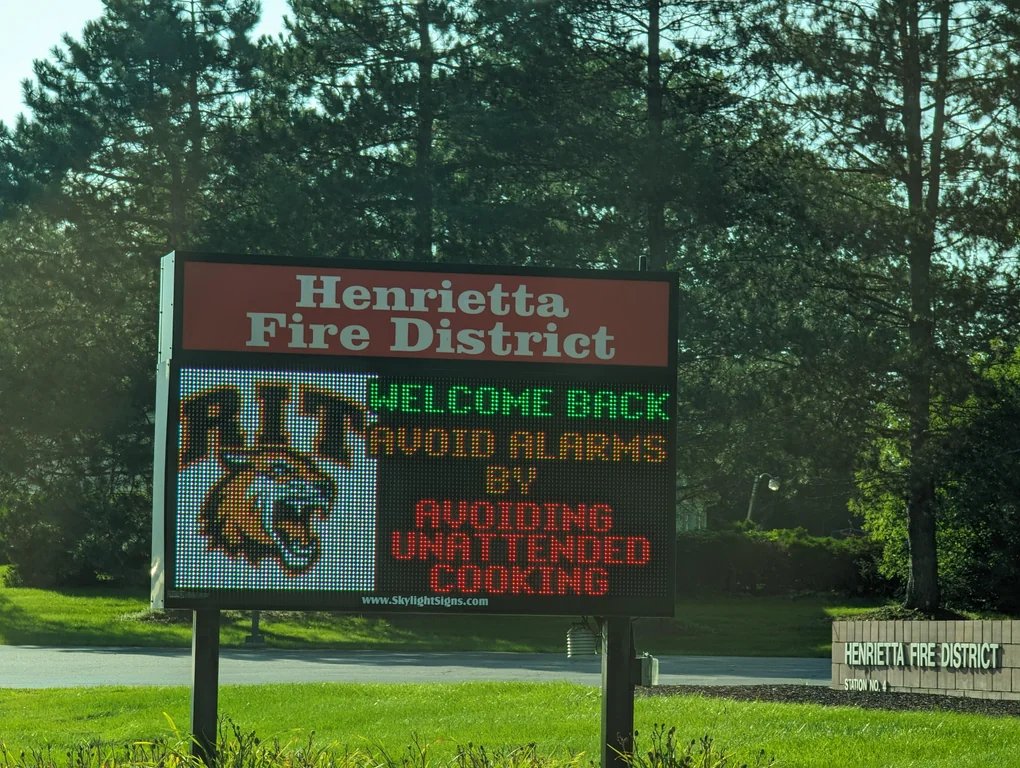 Henrietta
Fire District
RIT
WELCOME BACK
AVOID ALARMS
BY
AVOIDING
UNATTENDED
COOKING
www.SkylightSigns.com
HENRIETTA FIRE DISTRICT
STATION NO. 4